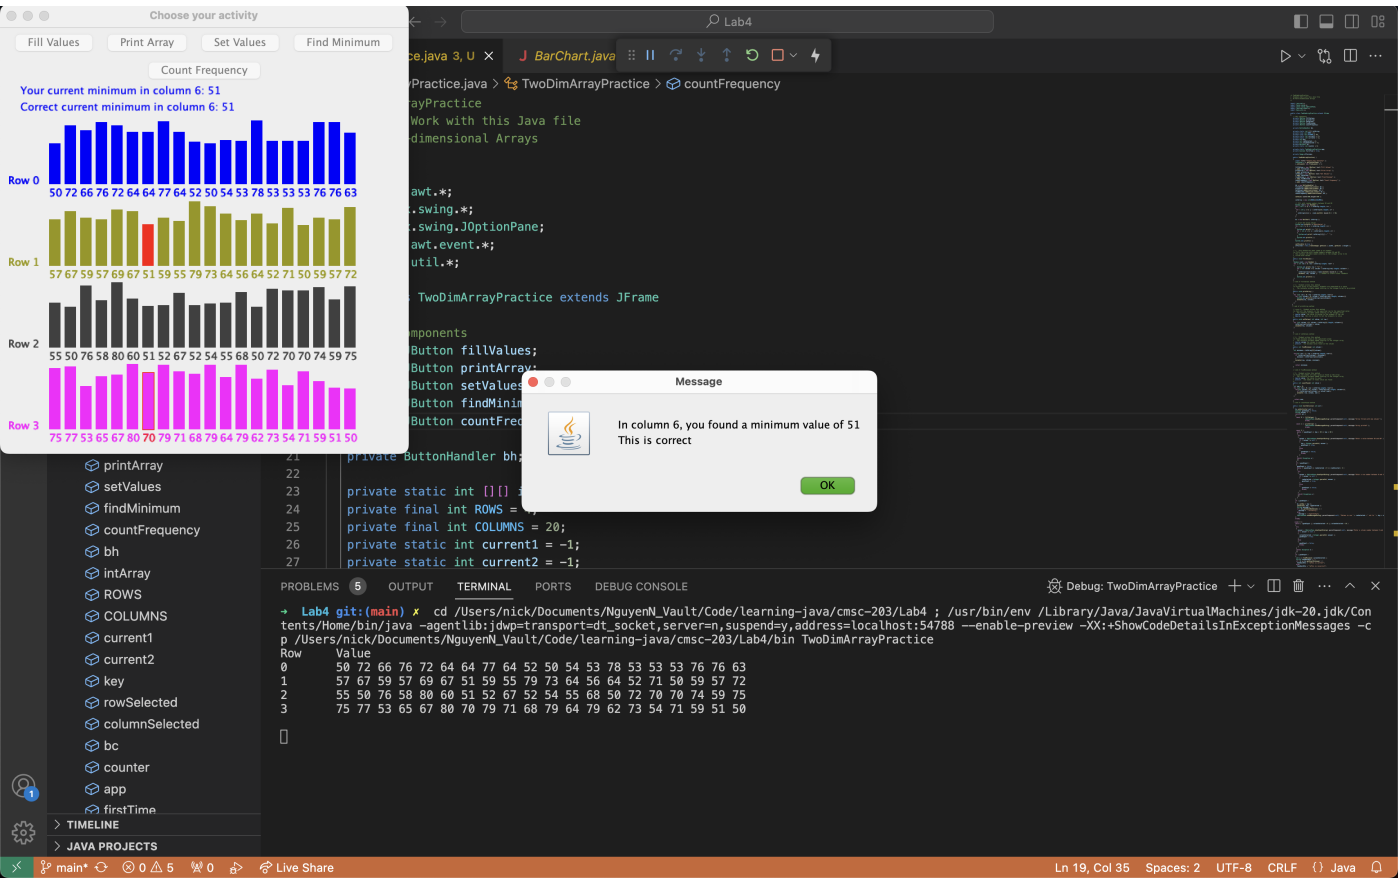 Choose your activity
Fill Values
Print Array
Set Values
Find Minimum
Count Frequency
Your current minimum in column 6: 51
Correct current minimum in column 6: 51
Row 0
50 72 66 76 72 64 64 77 64 52 50 54 53 78 53 53 53 76 76 63
Row 1
57 67 59 57 69 67 51 59 55 79 73 64 56 64 52 71 50 59 57 72
Row 2
55 50 76 58 80 60 51 52 67 52 54 55 68 50 72 70 70 74 59 75
Row 3
75 77 53 65 67 80 70 79 71 68 79 64 79 62 73 54 71 59 51 50
Lab4
ce.java 3, U
J BarChart.java
yPractice.java > TwoDimArrayPractice > countFrequency
ayPractice
Work with this Java file
dimensional Arrays
awt.*;
.swing.*;
.swing.JOptionPane;
awt.event.*;
util.*;
TwoDimArrayPractice extends JFrame
mponents
Button fillValues;
Button printArray;
Button setValues
Button findMinim
Button countFreq
Message
In column 6, you found a minimum value of 51
This is correct
OK
21 private ButtonHandler bh;
22
23 private static int [][] i
24 private final int ROWS =
25 private final int COLUMNS = 20;
26 private static int current1 = -1;
27 private static int current2 = -1;
printArray
setValues
findMinimum
countFrequency
bh
intArray
ROWS
COLUMNS
current1
current2
key
rowSelected
columnSelected
bc
counter
app
firstTime
TIMELINE
JAVA PROJECTS
1
PROBLEMS 5 OUTPUT TERMINAL PORTS DEBUG CONSOLE
Debug: TwoDimArrayPractice
→ Lab4 git:(main) ✗ cd /Users/nick/Documents/NguyenN_Vault/Code/learning-java/cmsc-203/Lab4 ; /usr/bin/env /Library/Java/JavaVirtualMachines/jdk-20.jdk/Con
tents/Home/bin/java -agentlib:jdwp=transport=dt_socket,server=n,suspend=y,address=localhost:54788 --enable-preview -XX:+ShowCodeDetailsInExceptionMessages -c
p /Users/nick/Documents/NguyenN_Vault/Code/learning-java/cmsc-203/Lab4/bin TwoDimArrayPractice
Row Value
0 50 72 66 76 72 64 64 77 64 52 50 54 53 78 53 53 53 76 76 63
1 57 67 59 57 69 67 51 59 55 79 73 64 56 64 52 71 50 59 57 72
2 55 50 76 58 80 60 51 52 67 52 54 55 68 50 72 70 70 74 59 75
3 75 77 53 65 67 80 70 79 71 68 79 64 79 62 73 54 71 59 51 50
main* 0 5 0 Live Share
Ln 19, Col 35 Spaces: 2 UTF-8 CRLF {} Java